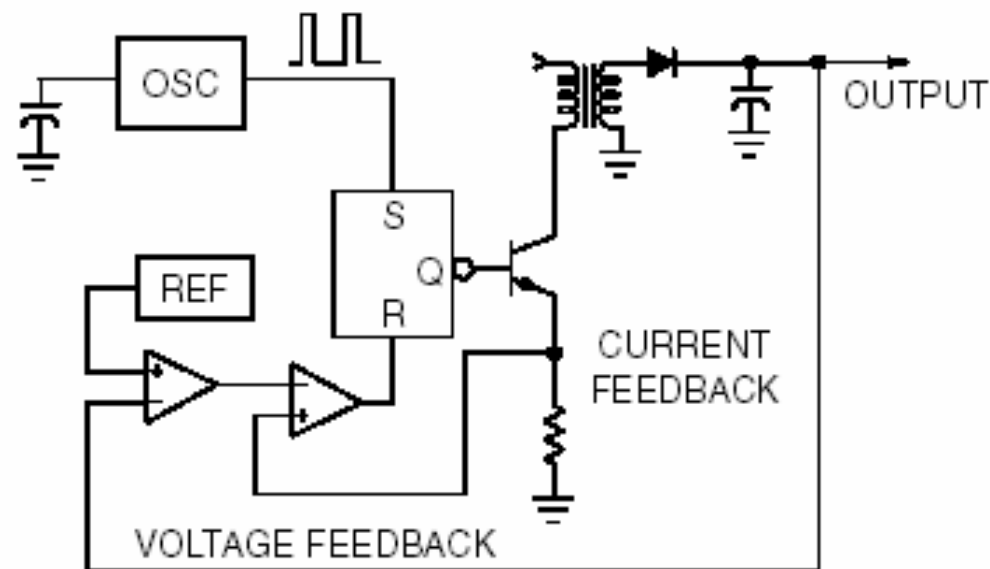 OSC
OUTPUT
S
Q
REF
R
CURRENT
FEEDBACK
VOLTAGE FEEDBACK